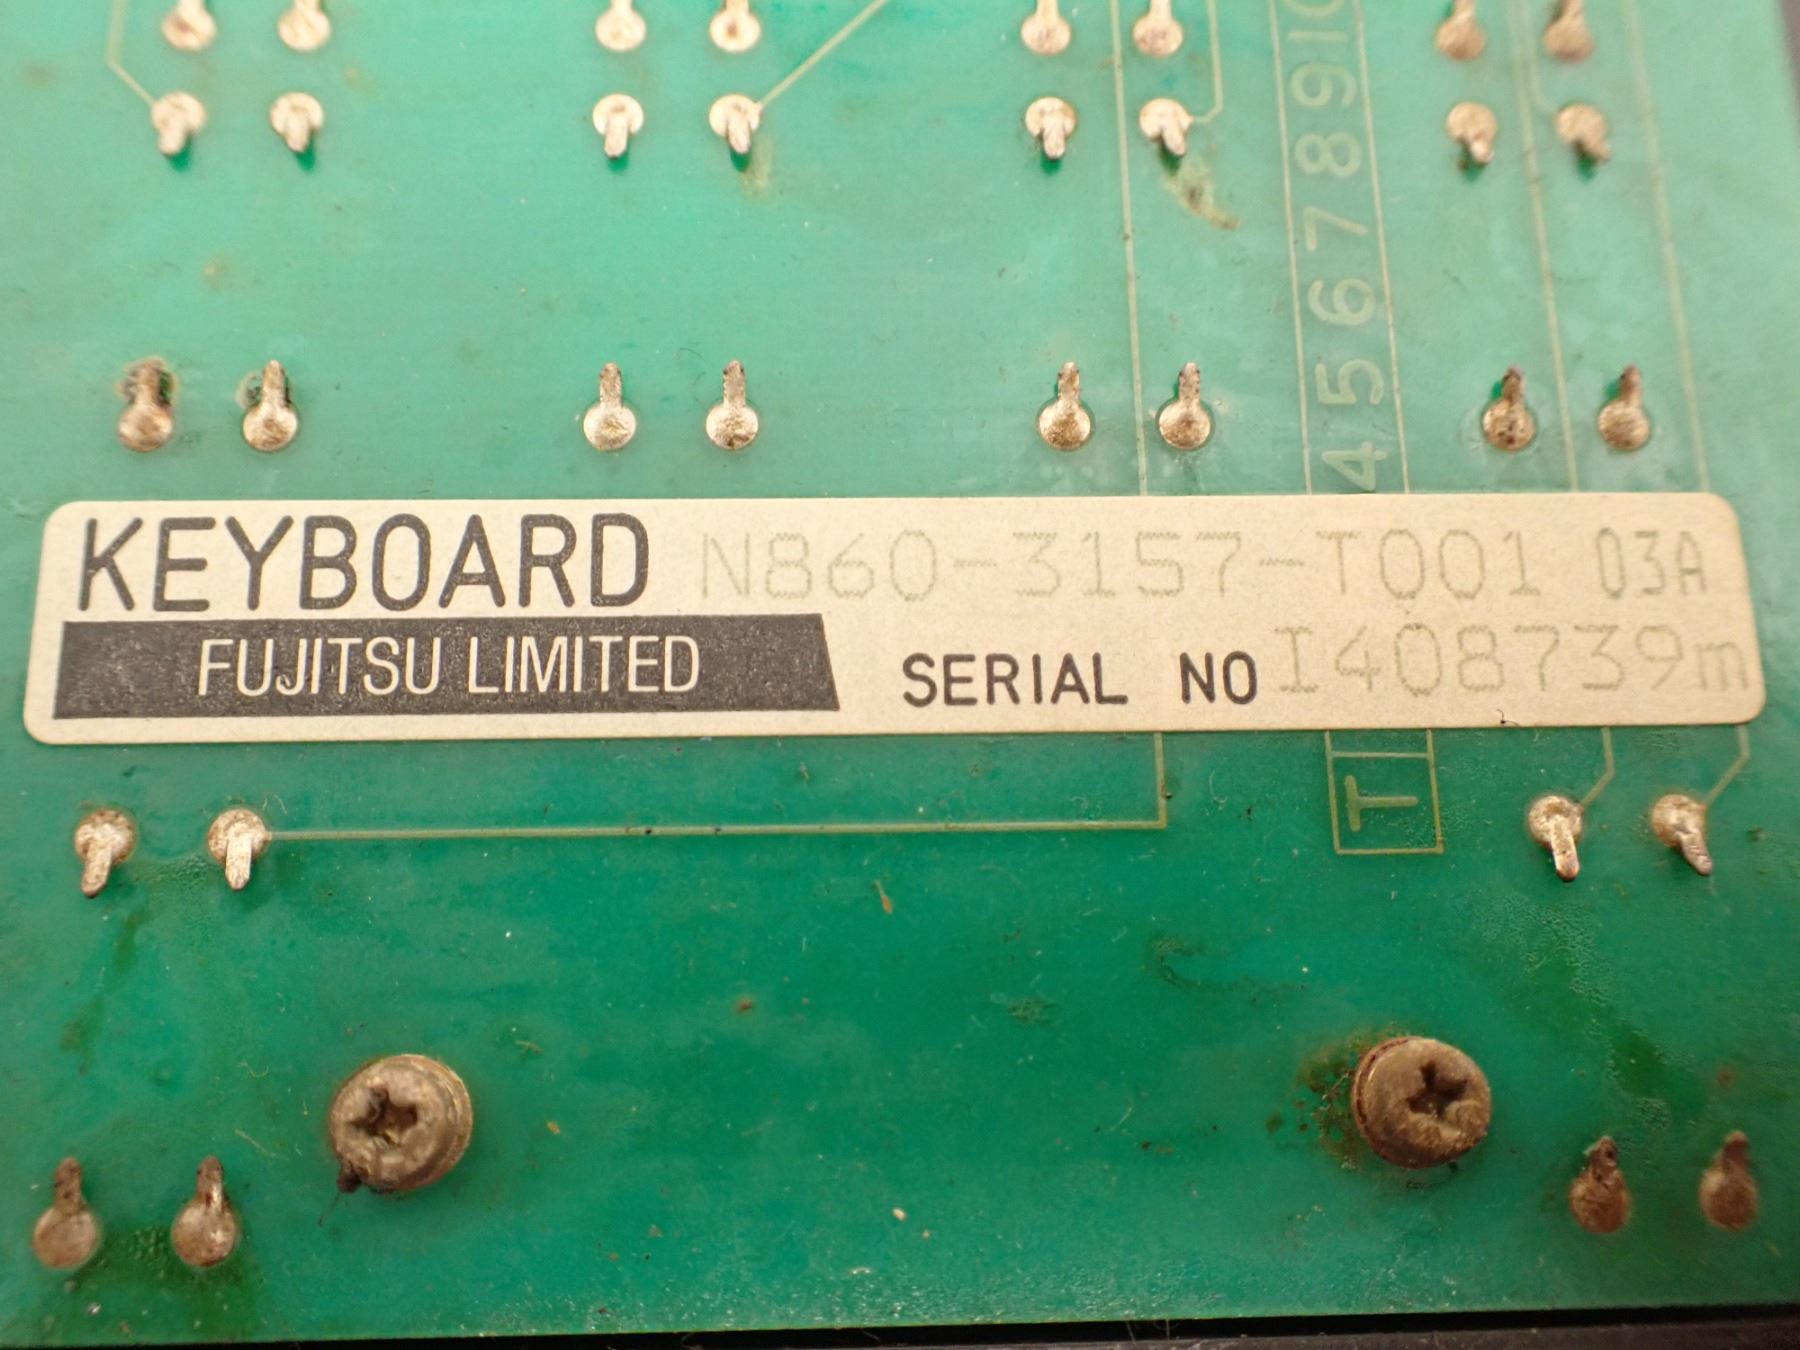 KEYBOARD N860-3157-T001 03A
FUJITSU LIMITED
SERIAL NO I408739m
45678910
T